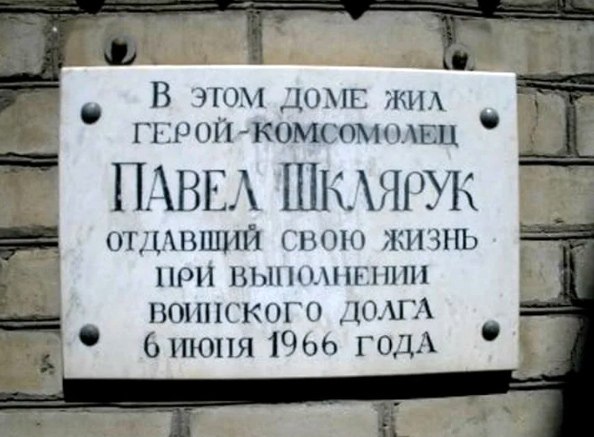 В ЭТОМ ДОМЕ ЖИЛ
ГЕРОЙ-КОМСОМОЛЕЦ
ПАВЕЛ ШКЛЯРУК
ОТДАВШИЙ СВОЮ ЖИЗНЬ
ПРИ ВЫПОЛНЕНИИ
ВОИНСКОГО ДОЛГА
6 ИЮНЯ 1966 ГОДА